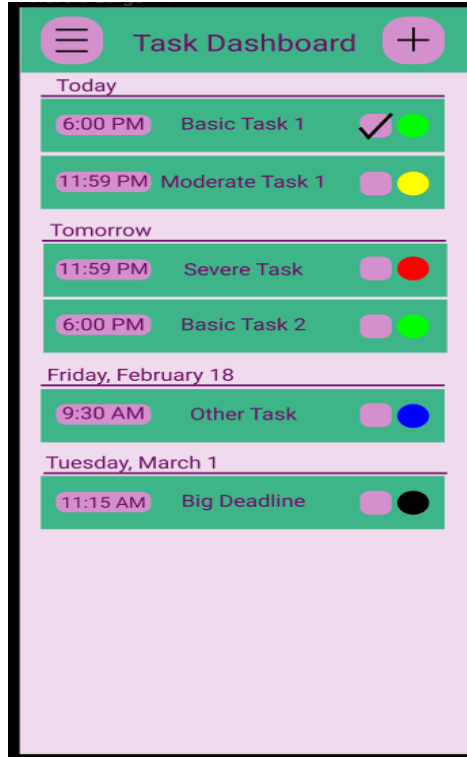 Task Dashboard
Today
6:00 PM Basic Task 1
11:59 PM Moderate Task 1
Tomorrow
11:59 PM Severe Task
6:00 PM Basic Task 2
Friday, February 18
9:30 AM Other Task
Tuesday, March 1
11:15 AM Big Deadline